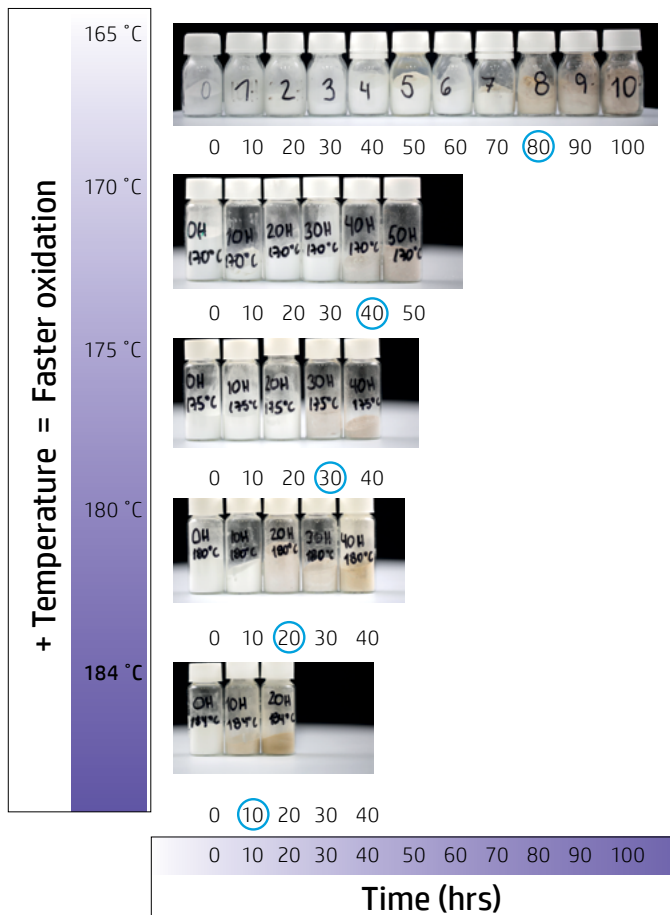 + Temperature = Faster oxidation
165 °C
0 1 2 3 4 5 6 7 8 9 10
0 10 20 30 40 50 60 70 80 90 100
170 °C
0H 10H 20H 30H 40H 50H
170°C 170°C 170°C 170°C 170°C 170°C
0 10 20 30 40 50
175 °C
0H 10H 20H 30H 40H
175°C 175°C 175°C 175°C 175°C
0 10 20 30 40
180 °C
0H 10H 20H 30H 40H
180°C 180°C 180°C 180°C 180°C
0 10 20 30 40
184 °C
0H 10H 20H
184°C 184°C 184°C
0 10 20 30 40
0 10 20 30 40 50 60 70 80 90 100
Time (hrs)